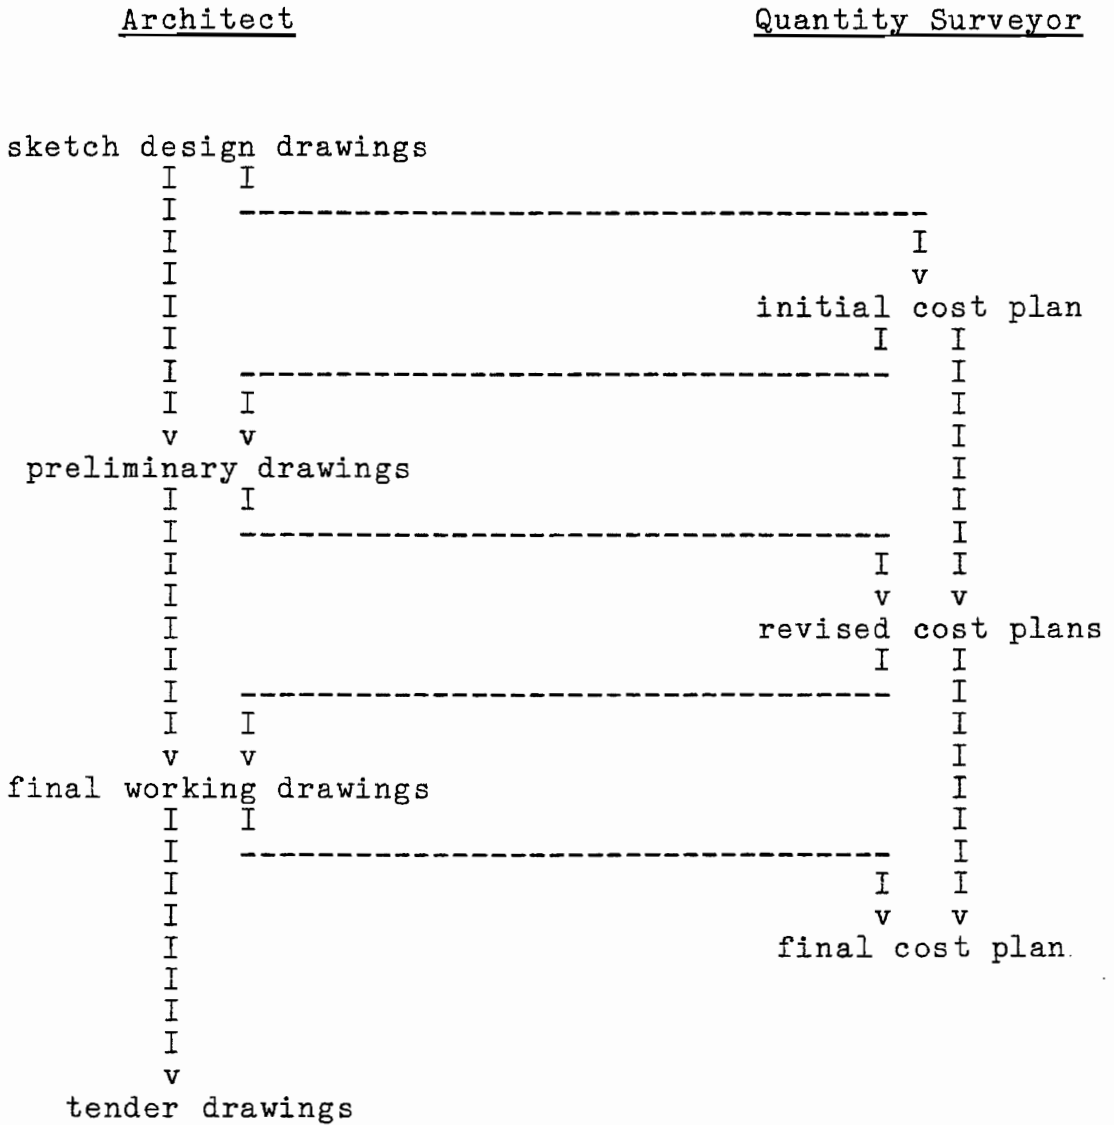 Architect Quantity Surveyor
sketch design drawings
I I
I ------------------------------------
I I
I v
I initial cost plan
I I I
I ---------------------------------- I
I I I
v v I
preliminary drawings I
I I I
I ---------------------------------- I
I I I
I v v
I revised cost plans
I I I
I ---------------------------------- I
I I I
v v I
final working drawings I
I I I
I ---------------------------------- I
I I I
I v v
I final cost plan
I
I
I
v
tender drawings